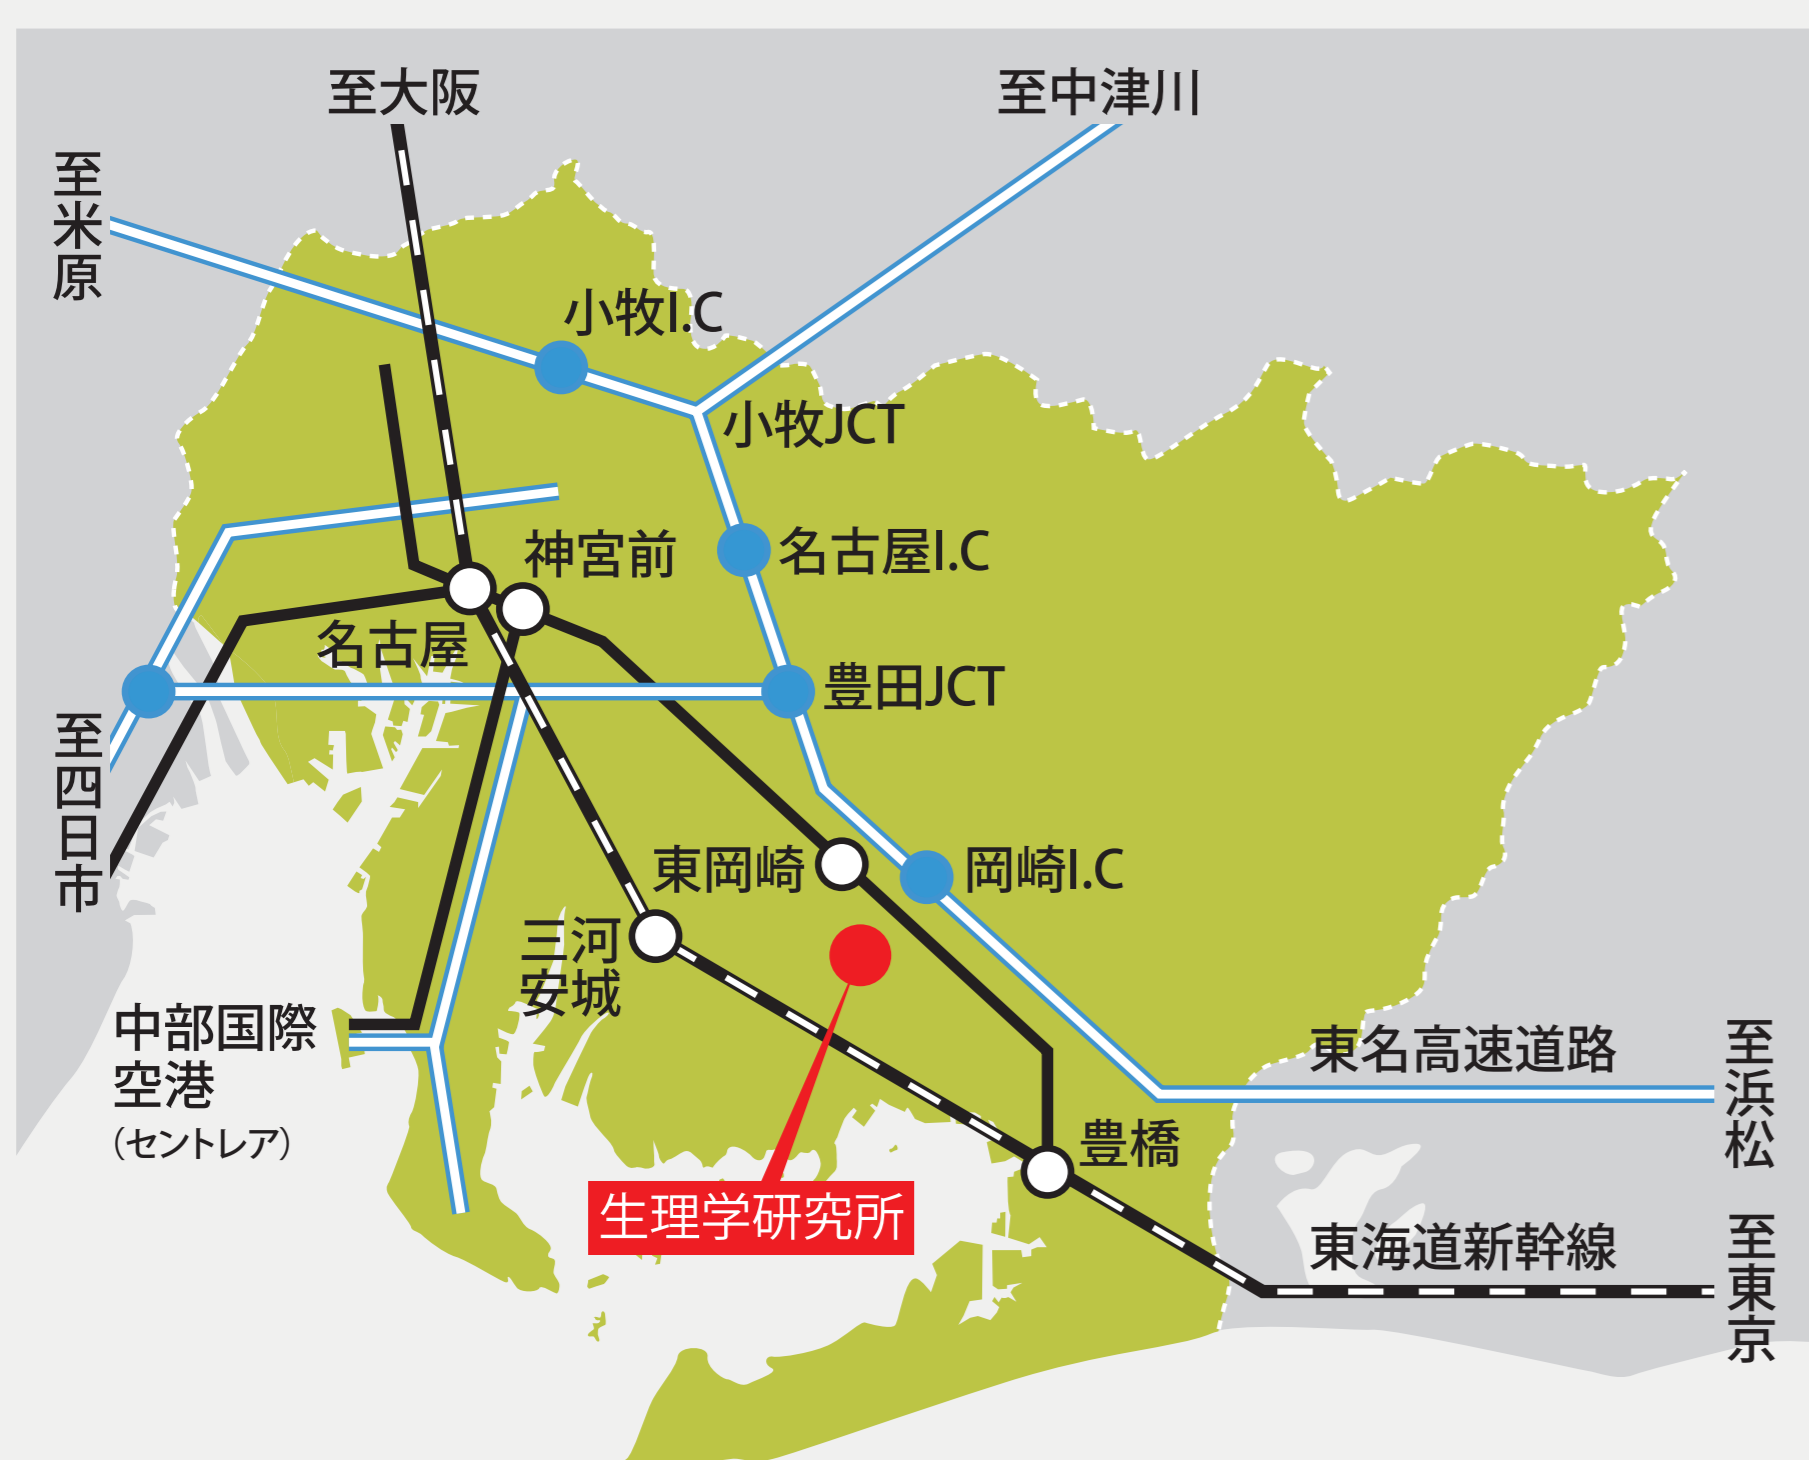 至大阪
至中津川
至米原
小牧I.C
小牧JCT
神宮前
名古屋I.C
名古屋
豊田JCT
至四日市
東岡崎
岡崎I.C
三河
安城
中部国際
空港
（セントレア）
東名高速道路
至浜松
豊橋
生理学研究所
東海道新幹線
至東京